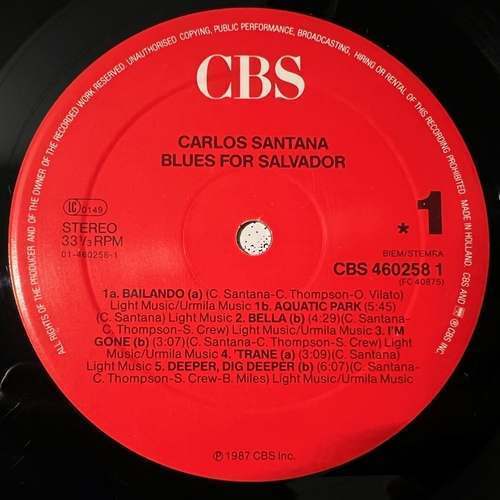 ALL RIGHTS OF THE PRODUCER AND OF THE OWNER OF THE RECORDED WORK RESERVED. UNAUTHORISED COPYING, PUBLIC PERFORMANCE, BROADCASTING, HIRING OR RENTAL OF THIS RECORDING PROHIBITED. MADE IN HOLLAND. CBS AND ® CBS INC
CBS
CARLOS SANTANA
BLUES FOR SALVADOR
LC 0149
STEREO
33⅓ RPM
01-460258-1
* 1
BIEM/STEMRA
CBS 460258 1
(FC 40875)
1a. BAILANDO (a) (C. Santana-C. Thompson-O. Vilato)
Light Music/Urmila Music 1b. AQUATIC PARK (5:45)
(C. Santana) Light Music 2. BELLA (b) (4:29) (C. Santana-
C. Thompson-S. Crew) Light Music/Urmila Music 3. I'M
GONE (b) (3:07) (C. Santana-C. Thompson-S. Crew)
Light Music/Urmila Music 4. 'TRANE (a) (3:09) (C. Santana)
Light Music 5. DEEPER, DIG DEEPER (b) (6:07) (C. Santana-
C. Thompson-S. Crew-B. Miles) Light Music/Urmila Music
℗ 1987 CBS Inc.